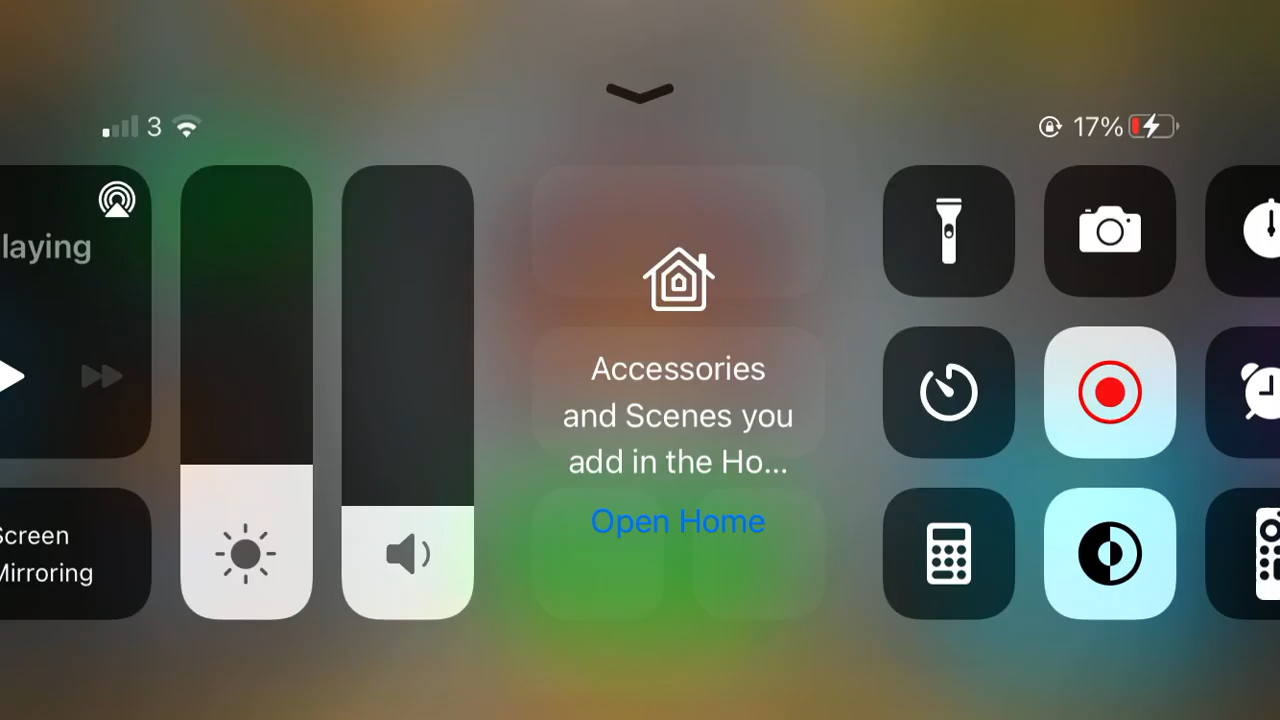 3
17%
laying
Accessories
and Scenes you
add in the Ho...
Open Home
Screen
Mirroring